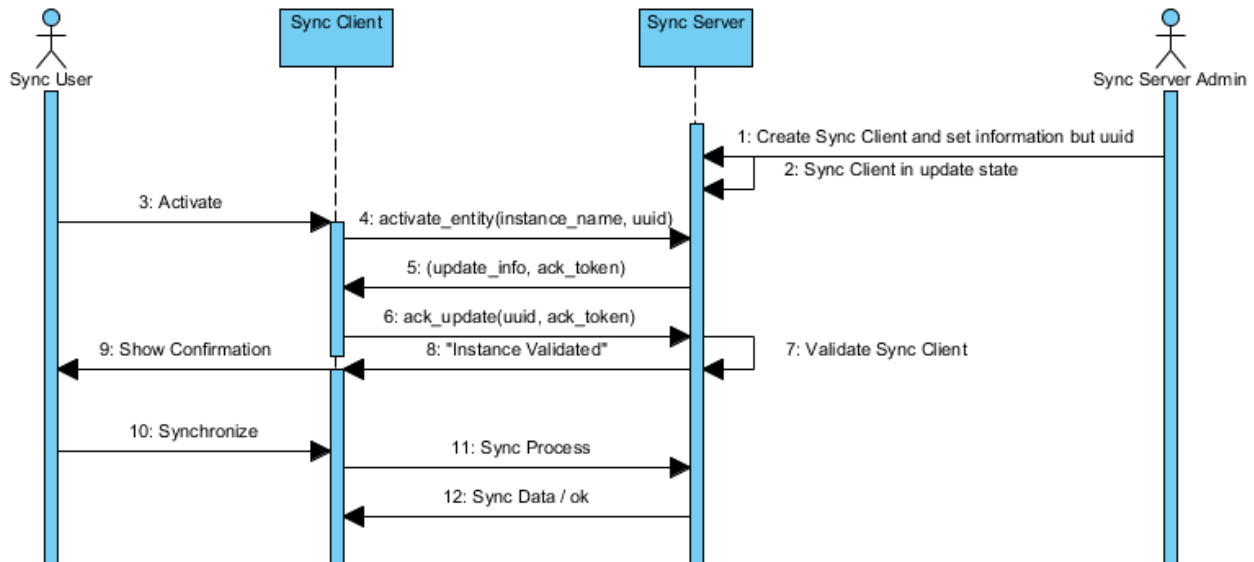 Sync Client
Sync Server
Sync User
Sync Server Admin
1: Create Sync Client and set information but uuid
2: Sync Client in update state
3: Activate
4: activate_entity(instance_name, uuid)
5: (update_info, ack_token)
6: ack_update(uuid, ack_token)
9: Show Confirmation
8: "Instance Validated"
7: Validate Sync Client
10: Synchronize
11: Sync Process
12: Sync Data / ok